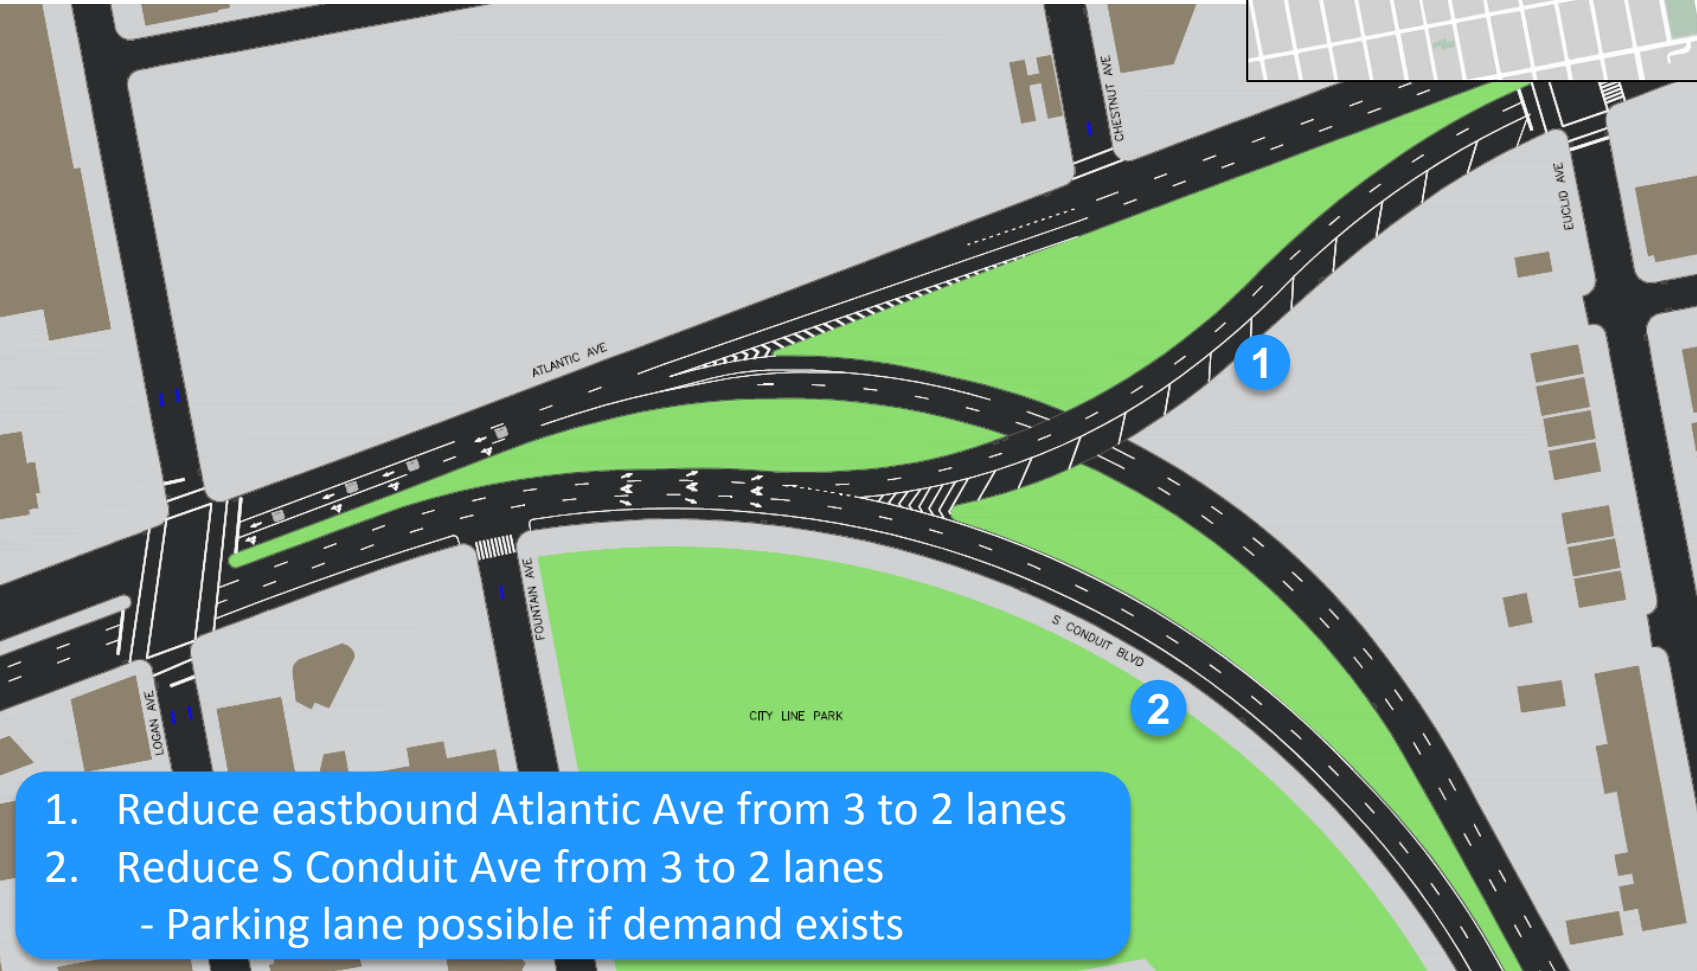 CHESTNUT AVE
EUCLID AVE
ATLANTIC AVE
1
FOUNTAIN AVE
S CONDUIT BLVD
2
LOGAN AVE
CITY LINE PARK
1. Reduce eastbound Atlantic Ave from 3 to 2 lanes
2. Reduce S Conduit Ave from 3 to 2 lanes
- Parking lane possible if demand exists